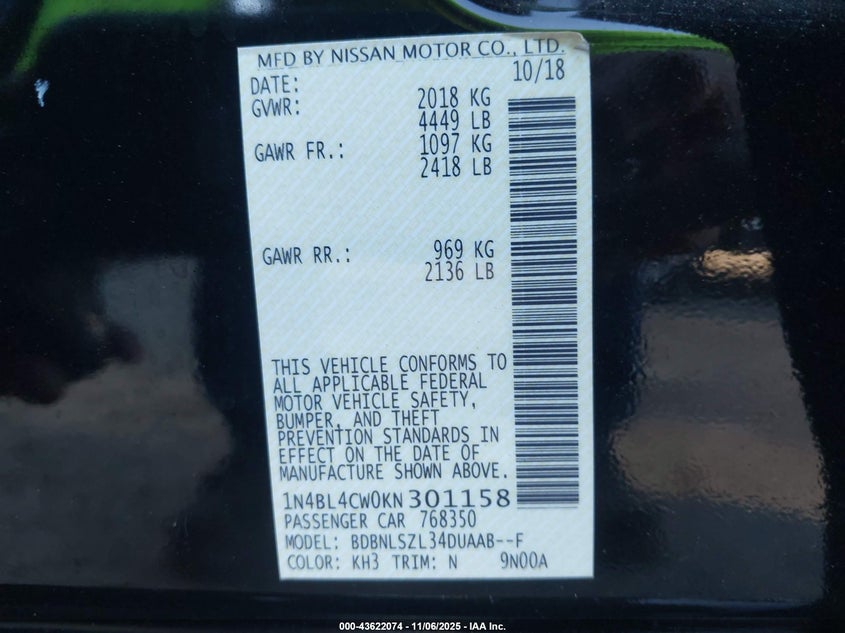 MFD BY NISSAN MOTOR CO., LTD.
DATE: 10/18
GVWR: 2018 KG
4449 LB
GAWR FR.: 1097 KG
2418 LB
GAWR RR.: 969 KG
2136 LB
THIS VEHICLE CONFORMS TO
ALL APPLICABLE FEDERAL
MOTOR VEHICLE SAFETY,
BUMPER, AND THEFT
PREVENTION STANDARDS IN
EFFECT ON THE DATE OF
MANUFACTURE SHOWN ABOVE.
1N4BL4CW0KN301158
PASSENGER CAR 768350
MODEL: BDBNLSZL34DUAAB--F
COLOR: KH3 TRIM: N 9N00A
000-43622074 - 11/06/2025 - IAA Inc.